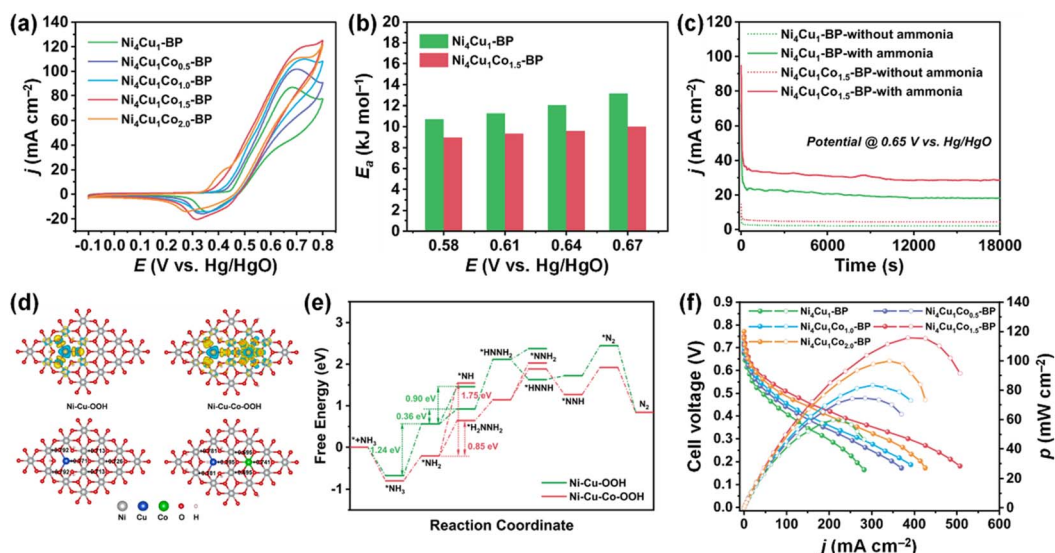 (a)
j (mA cm−2)
140
120
100
80
60
40
20
0
-20
Ni4Cu1-BP
Ni4Cu1Co0.5-BP
Ni4Cu1Co1.0-BP
Ni4Cu1Co1.5-BP
Ni4Cu1Co2.0-BP
-0.1 0.0 0.1 0.2 0.3 0.4 0.5 0.6 0.7 0.8
E (V vs. Hg/HgO)
(b)
Ea (kJ mol−1)
20
18
16
14
12
10
8
6
4
2
0
Ni4Cu1-BP
Ni4Cu1Co1.5-BP
0.58 0.61 0.64 0.67
E (V vs. Hg/HgO)
(c)
j (mA cm−2)
120
100
80
60
40
20
0
Ni4Cu1-BP-without ammonia
Ni4Cu1-BP-with ammonia
Ni4Cu1Co1.5-BP-without ammonia
Ni4Cu1Co1.5-BP-with ammonia
Potential @ 0.65 V vs. Hg/HgO
0 6000 12000 18000
Time (s)
(d)
Ni-Cu-OOH
Ni-Cu-Co-OOH
Ni Cu Co O H
(e)
Free Energy (eV)
3
2
1
0
-1
*+NH3
1.24 eV
*NH3
0.36 eV
0.90 eV
*NH2
*NH
1.75 eV
*H2NNH2
0.85 eV
*HNNH2
*NNH2
*HNNH
*NNH
*N2
N2
Ni-Cu-OOH
Ni-Cu-Co-OOH
Reaction Coordinate
(f)
Cell voltage (V)
0.9
0.8
0.7
0.6
0.5
0.4
0.3
0.2
0.1
0.0
Ni4Cu1-BP
Ni4Cu1Co0.5-BP
Ni4Cu1Co1.0-BP
Ni4Cu1Co1.5-BP
Ni4Cu1Co2.0-BP
140
120
100
80
60
40
20
0
p (mW cm−2)
0 100 200 300 400 500 600
j (mA cm−2)